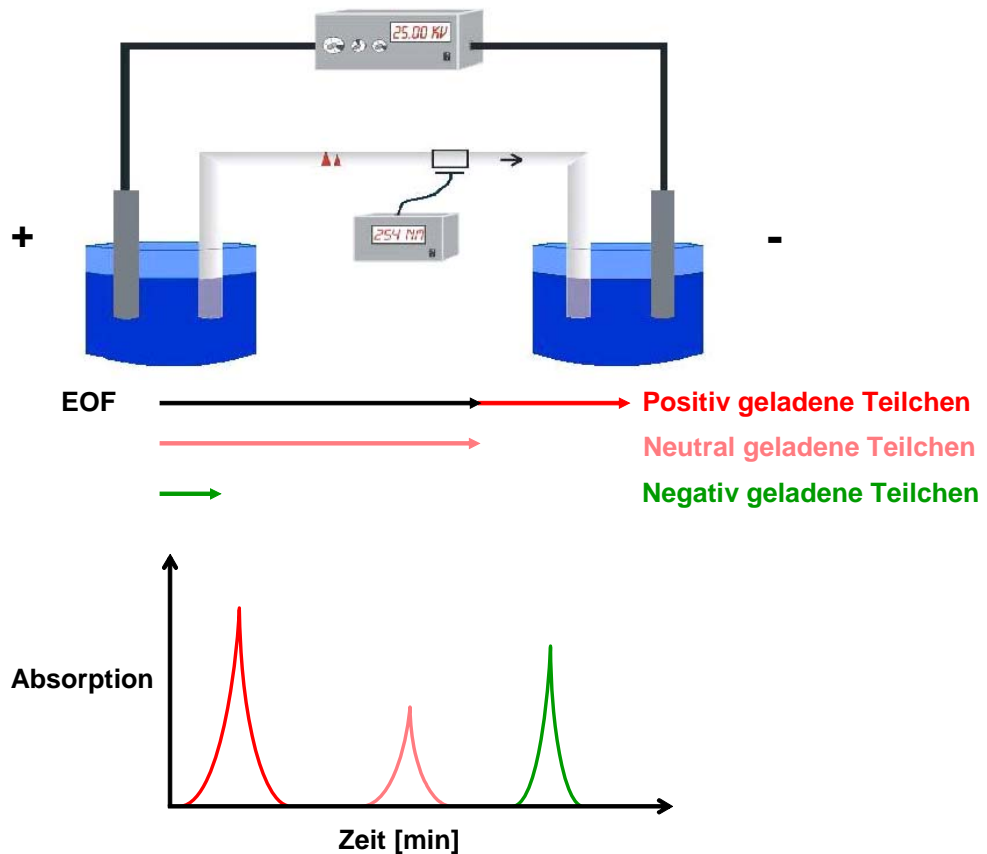 25.00 KV
254 NM
+
-
EOF
Positiv geladene Teilchen
Neutral geladene Teilchen
Negativ geladene Teilchen
Absorption
Zeit [min]